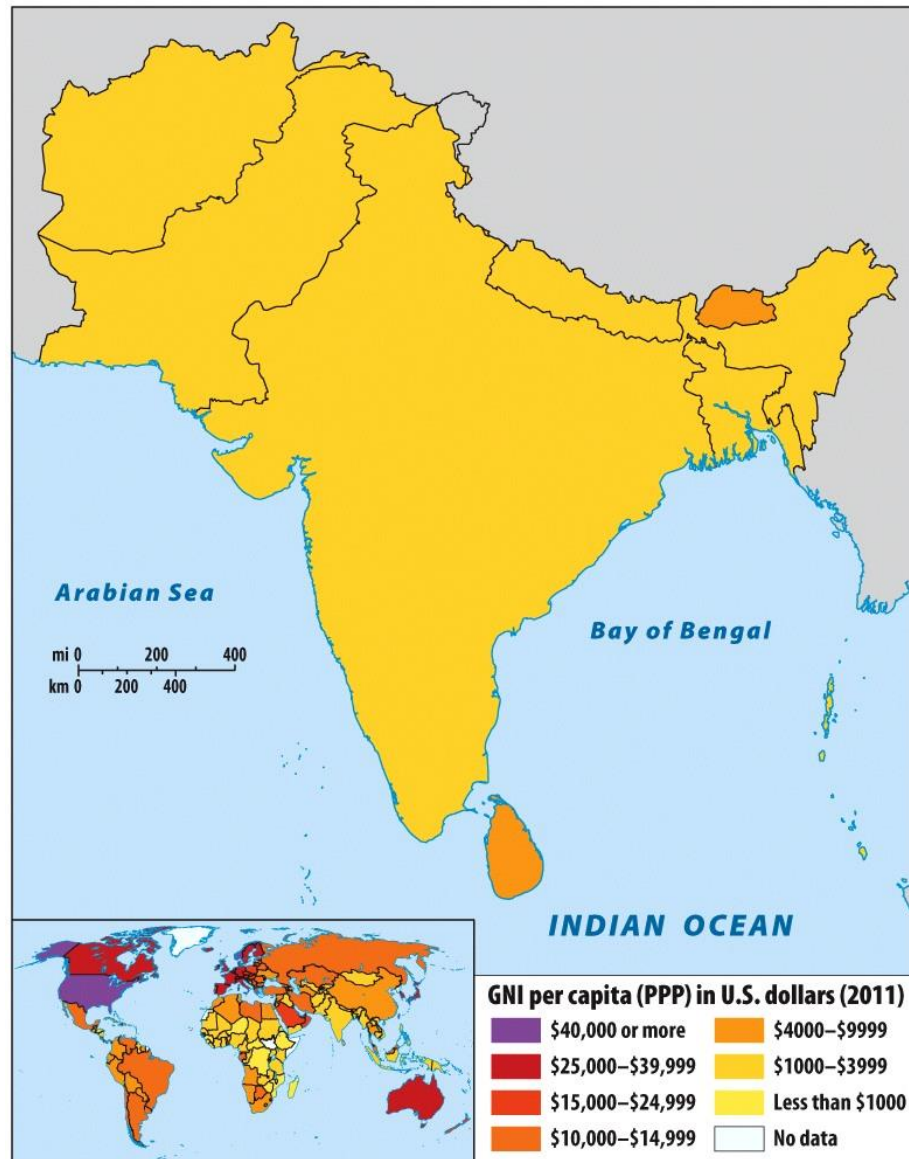 Arabian Sea
mi 0 200 400
km 0 200 400
Bay of Bengal
INDIAN OCEAN
GNI per capita (PPP) in U.S. dollars (2011)
$40,000 or more
$25,000–$39,999
$15,000–$24,999
$10,000–$14,999
$4000–$9999
$1000–$3999
Less than $1000
No data